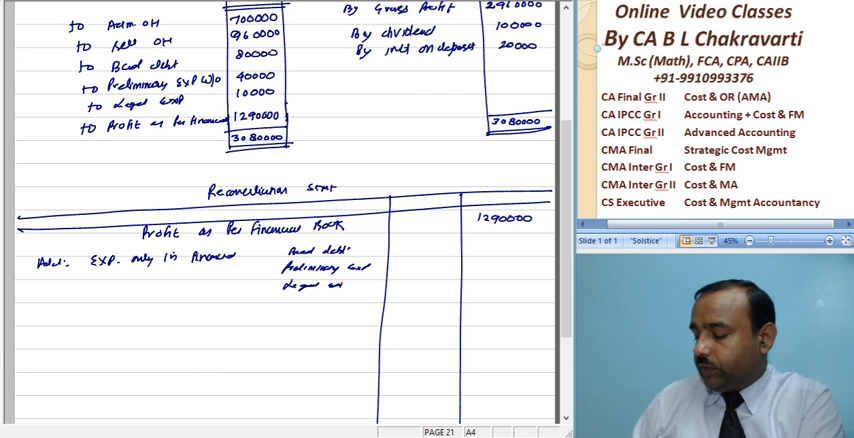 2960000
to Adm OH 700000 By Gross Profit
to Sell OH 960000 By dividend 100000
to Bad debt 80000 By int on deposit 20000
to Preliminary EXP W/O 40000
to Legal Exp 10000
to Profit as Per Financial 1290000
3080000 3080000
Reconciliation Stmt
Profit as Per Financial Book 1290000
Add: EXP. only in Financial Bad debt
Preliminary Exp
Legal ex
PAGE 21 A4
Online Video Classes
By CA B L Chakravarti
M.Sc (Math), FCA, CPA, CAIIB
+91-9910993376
CA Final Gr II Cost & OR (AMA)
CA IPCC Gr I Accounting + Cost & FM
CA IPCC Gr II Advanced Accounting
CMA Final Strategic Cost Mgmt
CMA Inter Gr I Cost & FM
CMA Inter Gr II Cost & MA
CS Executive Cost & Mgmt Accountancy
Slide 1 of 1 "Solstice" 45%